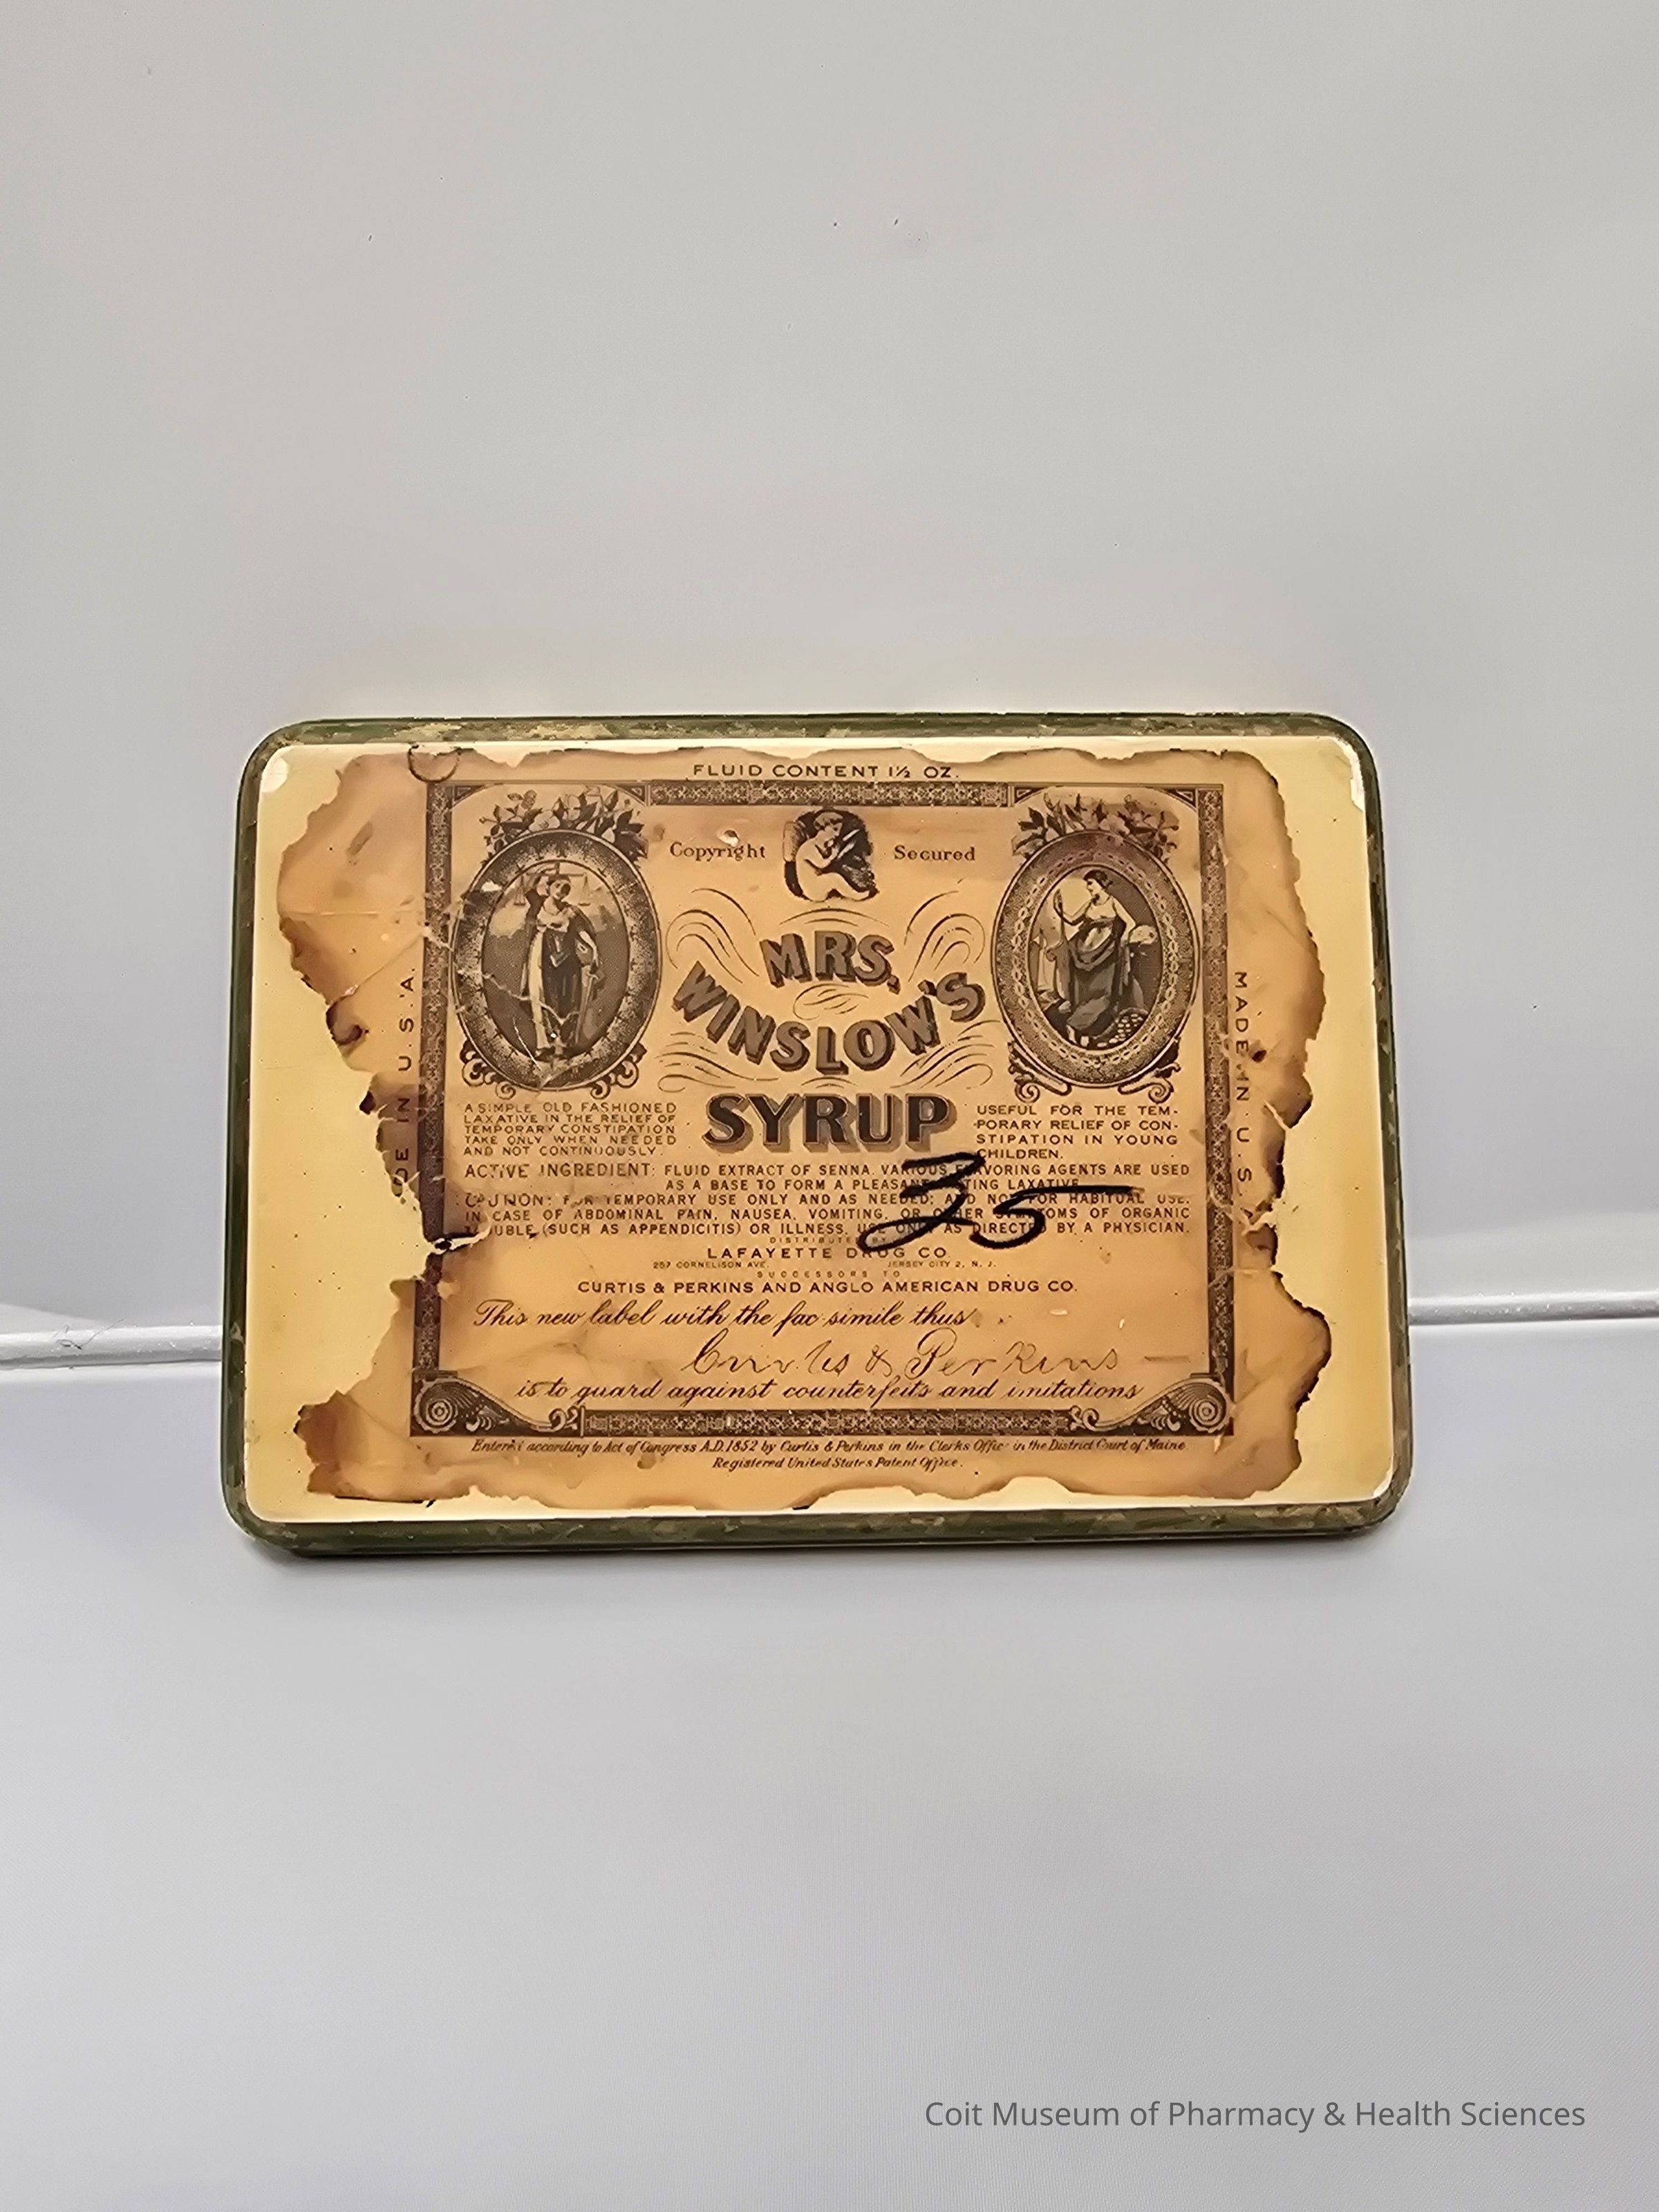 FLUID CONTENT 1½ OZ.
Copyright Secured
MRS.
WINSLOW'S
SYRUP
A SIMPLE OLD FASHIONED
LAXATIVE IN THE RELIEF OF
TEMPORARY CONSTIPATION
TAKE ONLY WHEN NEEDED
AND NOT CONTINUOUSLY.
USEFUL FOR THE TEM-
PORARY RELIEF OF CON-
STIPATION IN YOUNG
CHILDREN.
ACTIVE INGREDIENT: FLUID EXTRACT OF SENNA. VARIOUS FLAVORING AGENTS ARE USED
AS A BASE TO FORM A PLEASANT TASTING LAXATIVE
CAUTION: FOR TEMPORARY USE ONLY AND AS NEEDED; AND NOT FOR HABITUAL USE.
IN CASE OF ABDOMINAL PAIN, NAUSEA, VOMITING, OR OTHER SYMPTOMS OF ORGANIC
TROUBLE (SUCH AS APPENDICITIS) OR ILLNESS, USE ONLY AS DIRECTED BY A PHYSICIAN.
35
DISTRIBUTED BY
LAFAYETTE DRUG CO.
257 CORNELISON AVE. JERSEY CITY 2, N. J.
SUCCESSORS TO
CURTIS & PERKINS AND ANGLO AMERICAN DRUG CO.
This new label with the fac-simile thus
Curtis & Perkins
is to guard against counterfeits and imitations
Entered according to Act of Congress A.D. 1852 by Curtis & Perkins in the Clerks Office in the District Court of Maine
Registered United States Patent Office.
DE IN U.S.A.
MADE IN U.S.
Coit Museum of Pharmacy & Health Sciences